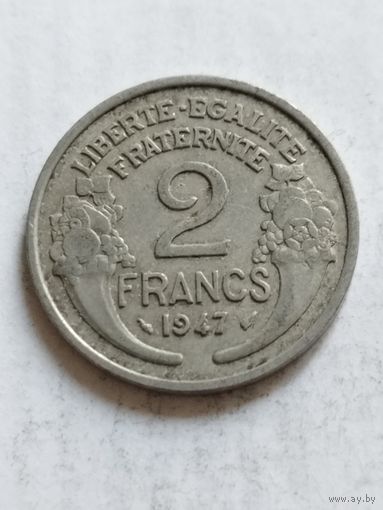 LIBERTE·EGALITE
FRATERNITE
2
FRANCS
1947
www.ay.by